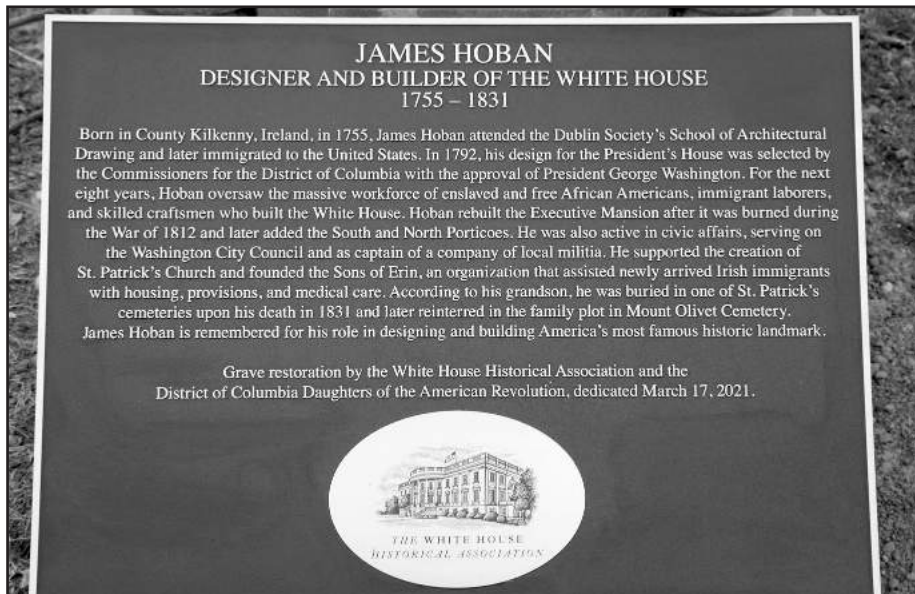 JAMES HOBAN
DESIGNER AND BUILDER OF THE WHITE HOUSE
1755 – 1831
Born in County Kilkenny, Ireland, in 1755, James Hoban attended the Dublin Society's School of Architectural
Drawing and later immigrated to the United States. In 1792, his design for the President's House was selected by
the Commissioners for the District of Columbia with the approval of President George Washington. For the next
eight years, Hoban oversaw the massive workforce of enslaved and free African Americans, immigrant laborers,
and skilled craftsmen who built the White House. Hoban rebuilt the Executive Mansion after it was burned during
the War of 1812 and later added the South and North Porticoes. He was also active in civic affairs, serving on
the Washington City Council and as captain of a company of local militia. He supported the creation of
St. Patrick's Church and founded the Sons of Erin, an organization that assisted newly arrived Irish immigrants
with housing, provisions, and medical care. According to his grandson, he was buried in one of St. Patrick's
cemeteries upon his death in 1831 and later reinterred in the family plot in Mount Olivet Cemetery.
James Hoban is remembered for his role in designing and building America's most famous historic landmark.
Grave restoration by the White House Historical Association and the
District of Columbia Daughters of the American Revolution, dedicated March 17, 2021.
THE WHITE HOUSE
HISTORICAL ASSOCIATION